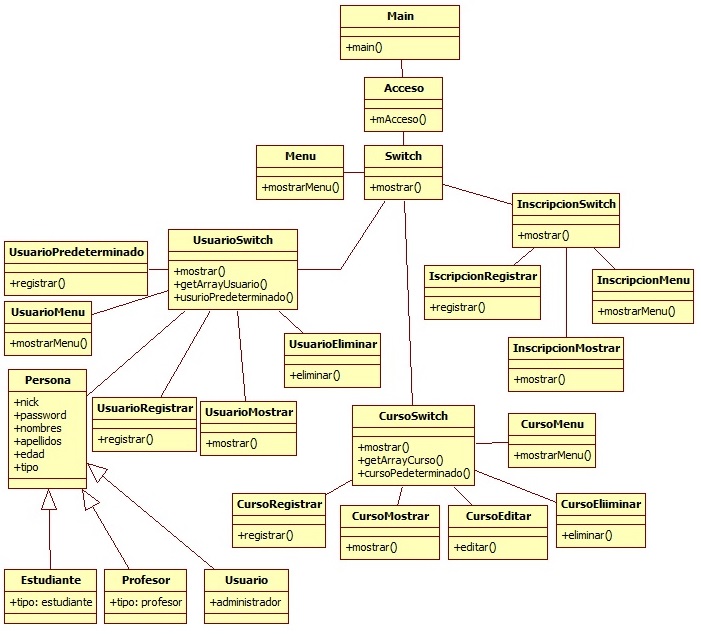 Main
+main()
Acceso
+mAcceso()
Menu
+mostrarMenu()
Switch
+mostrar()
InscripcionSwitch
+mostrar()
UsuarioPredeterminado
+registrar()
UsuarioSwitch
+mostrar()
+getArrayUsuario()
+usurioPredeterminado()
IscripcionRegistrar
+registrar()
InscripcionMenu
+mostrarMenu()
UsuarioMenu
+mostrarMenu()
UsuarioEliminar
+eliminar()
InscripcionMostrar
+mostrar()
Persona
+nick
+password
+nombres
+apellidos
+edad
+tipo
UsuarioRegistrar
+registrar()
UsuarioMostrar
+mostrar()
CursoSwitch
+mostrar()
+getArrayCurso()
+cursoPedeterminado()
CursoMenu
+mostrarMenu()
CursoRegistrar
+registrar()
CursoMostrar
+mostrar()
CursoEditar
+editar()
CursoEliiminar
+eliminar()
Estudiante
+tipo: estudiante
Profesor
+tipo: profesor
Usuario
+administrador